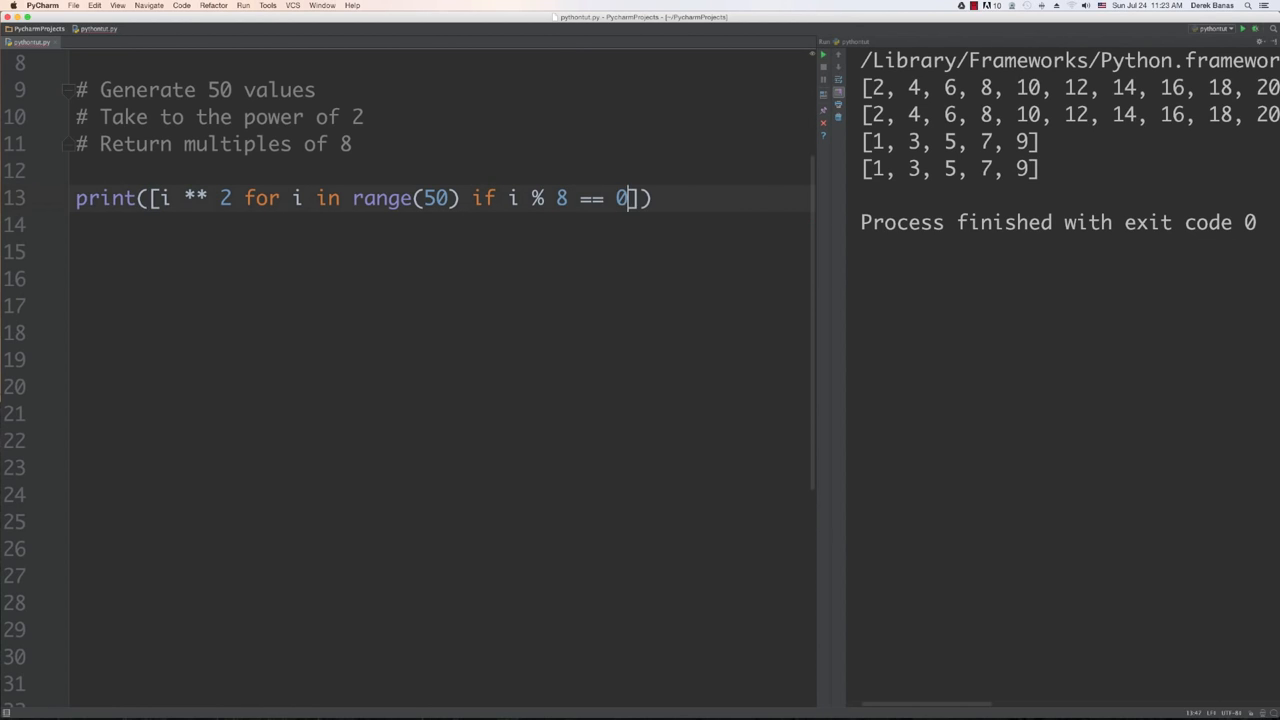 PyCharm File Edit View Navigate Code Refactor Run Tools VCS Window Help 10 Sun Jul 24 11:23 AM Derek Banas
pythontut.py - PycharmProjects - [~/PycharmProjects]
PycharmProjects pythontut.py pythontut
pythontut.py
Run: pythontut
8
9 # Generate 50 values
10 # Take to the power of 2
11 # Return multiples of 8
12
13 print([i ** 2 for i in range(50) if i % 8 == 0])
14
15
16
17
18
19
20
21
22
23
24
25
26
27
28
29
30
31
/Library/Frameworks/Python.framewor
[2, 4, 6, 8, 10, 12, 14, 16, 18, 20
[2, 4, 6, 8, 10, 12, 14, 16, 18, 20
[1, 3, 5, 7, 9]
[1, 3, 5, 7, 9]
Process finished with exit code 0
13:47 LF÷ UTF-8÷